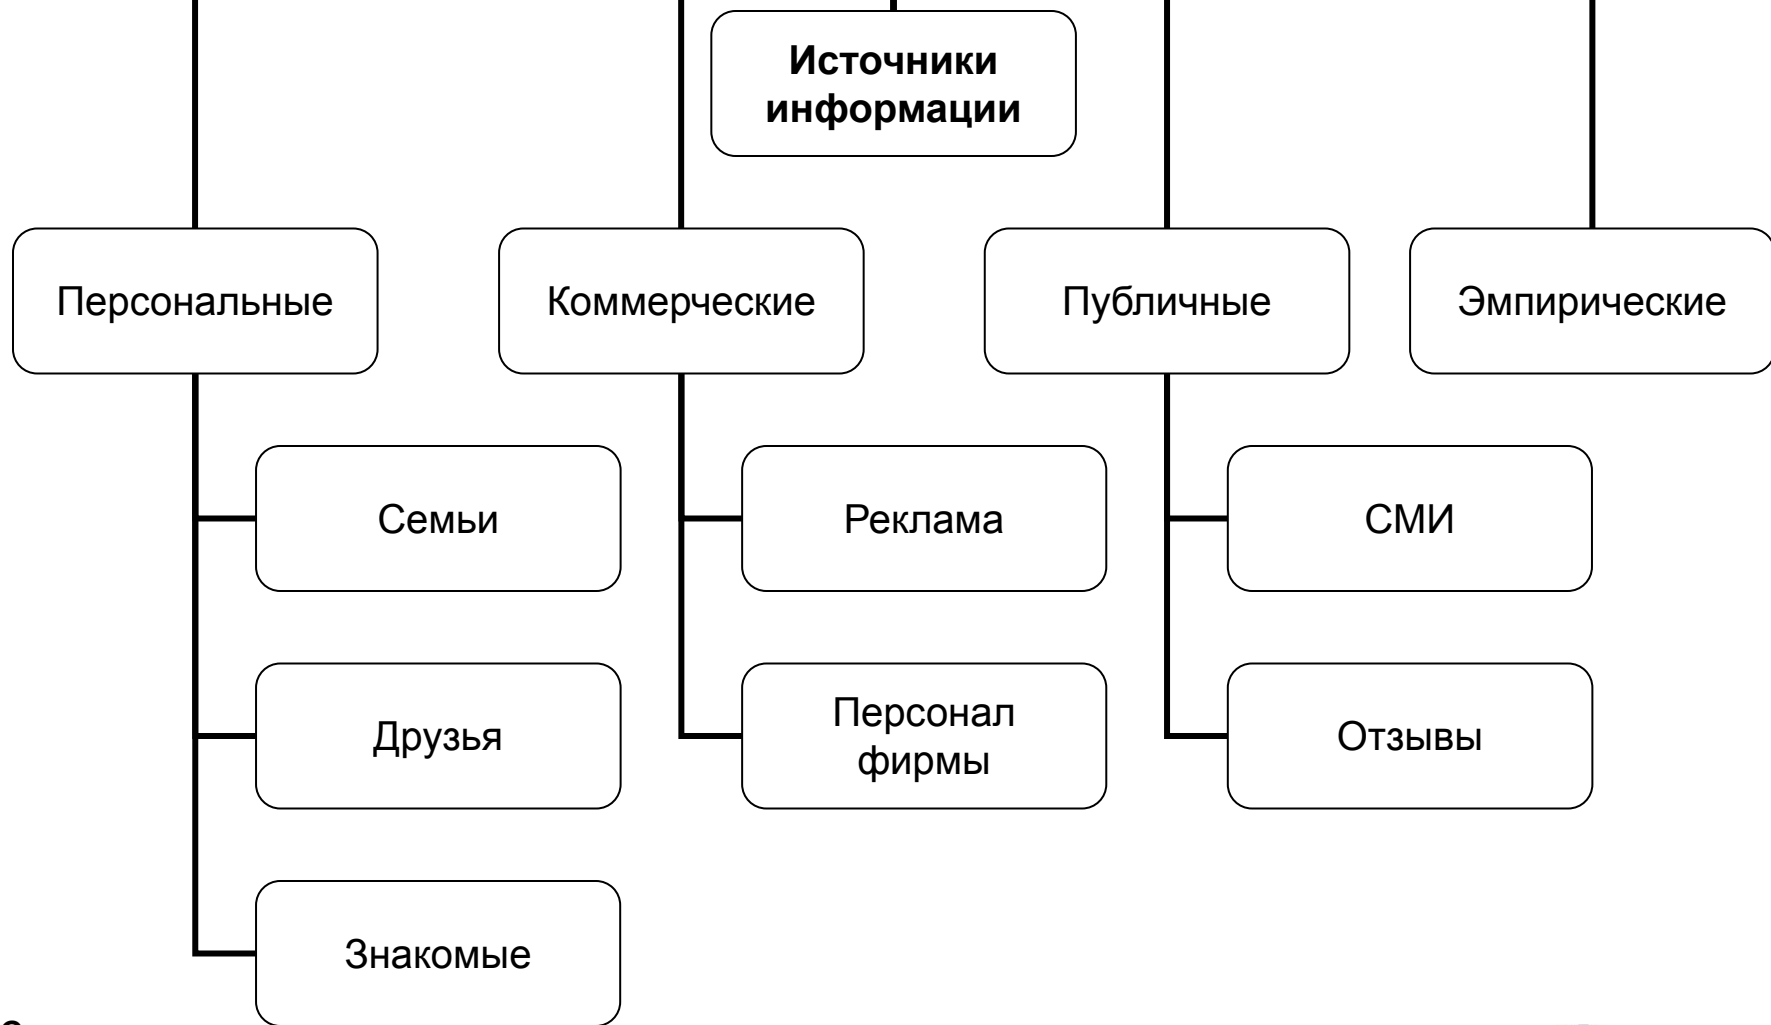 Источники
информации
Персональные
Коммерческие
Публичные
Эмпирические
Семьи
Реклама
СМИ
Друзья
Персонал
фирмы
Отзывы
Знакомые